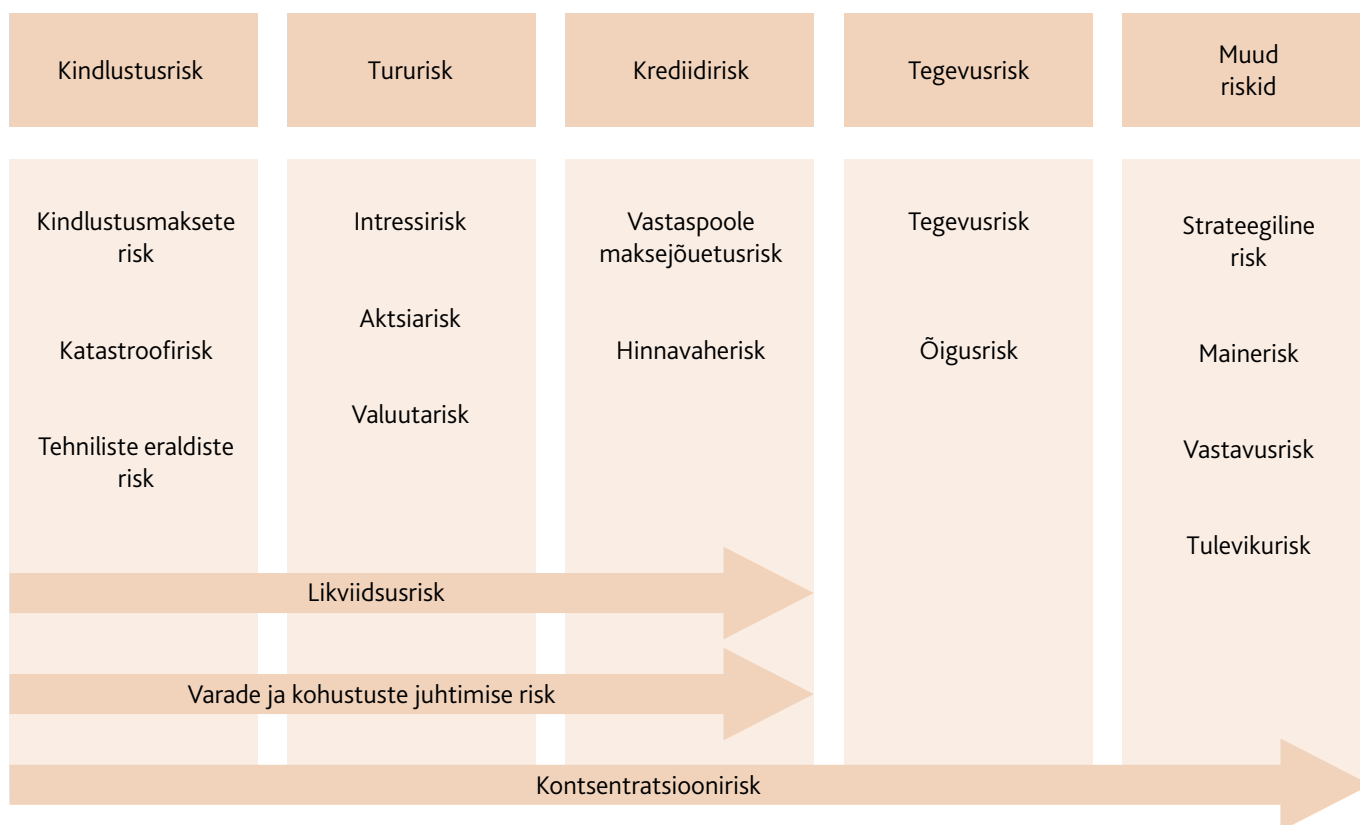 Kindlustusrisk
Tururisk
Krediidirisk
Tegevusrisk
Muud
riskid
Kindlustusmaksete
risk
Katastroofirisk
Tehniliste eraldiste
risk
Intressirisk
Aktsiarisk
Valuutarisk
Vastaspoole
maksejõuetusrisk
Hinnavaherisk
Tegevusrisk
Õigusrisk
Strateegiline
risk
Mainerisk
Vastavusrisk
Tulevikurisk
Likviidsusrisk
Varade ja kohustuste juhtimise risk
Kontsentratsioonirisk